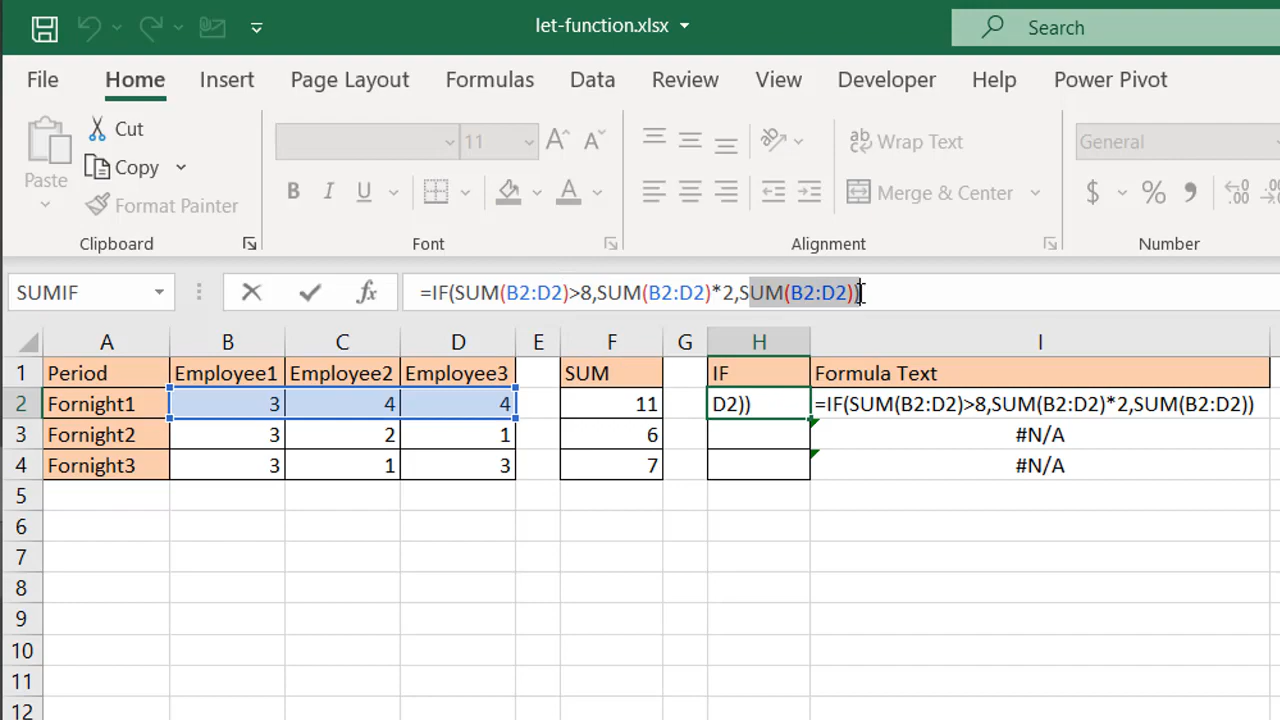 let-function.xlsx
Search
File Home Insert Page Layout Formulas Data Review View Developer Help Power Pivot
Paste
Cut
Copy
Format Painter
Clipboard
11 A A
B I U A
Font
ab Wrap Text
Merge & Center
Alignment
General
$ % 9 .00
Number
SUMIF fx =IF(SUM(B2:D2)>8,SUM(B2:D2)*2,SUM(B2:D2))
A B C D E F G H I
1 Period Employee1 Employee2 Employee3 SUM IF Formula Text
2 Fornight1 3 4 4 11 D2)) =IF(SUM(B2:D2)>8,SUM(B2:D2)*2,SUM(B2:D2))
3 Fornight2 3 2 1 6 #N/A
4 Fornight3 3 1 3 7 #N/A
5
6
7
8
9
10
11
12